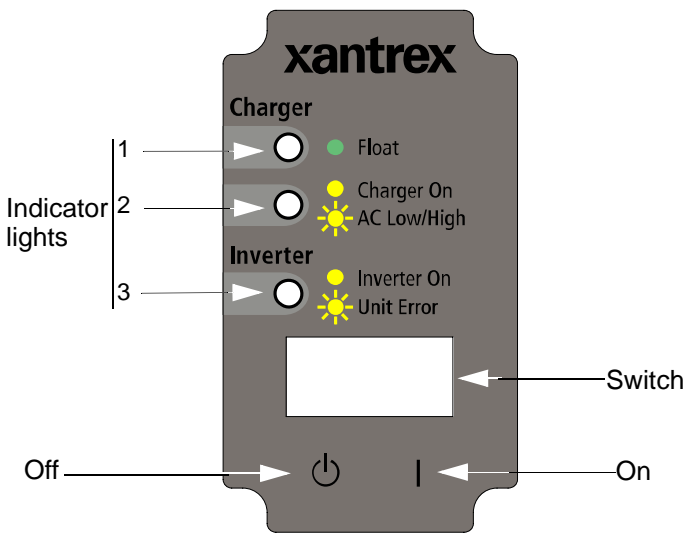 xantrex
Charger
1
Float
Indicator
lights
2
Charger On
AC Low/High
Inverter
3
Inverter On
Unit Error
Switch
Off
On